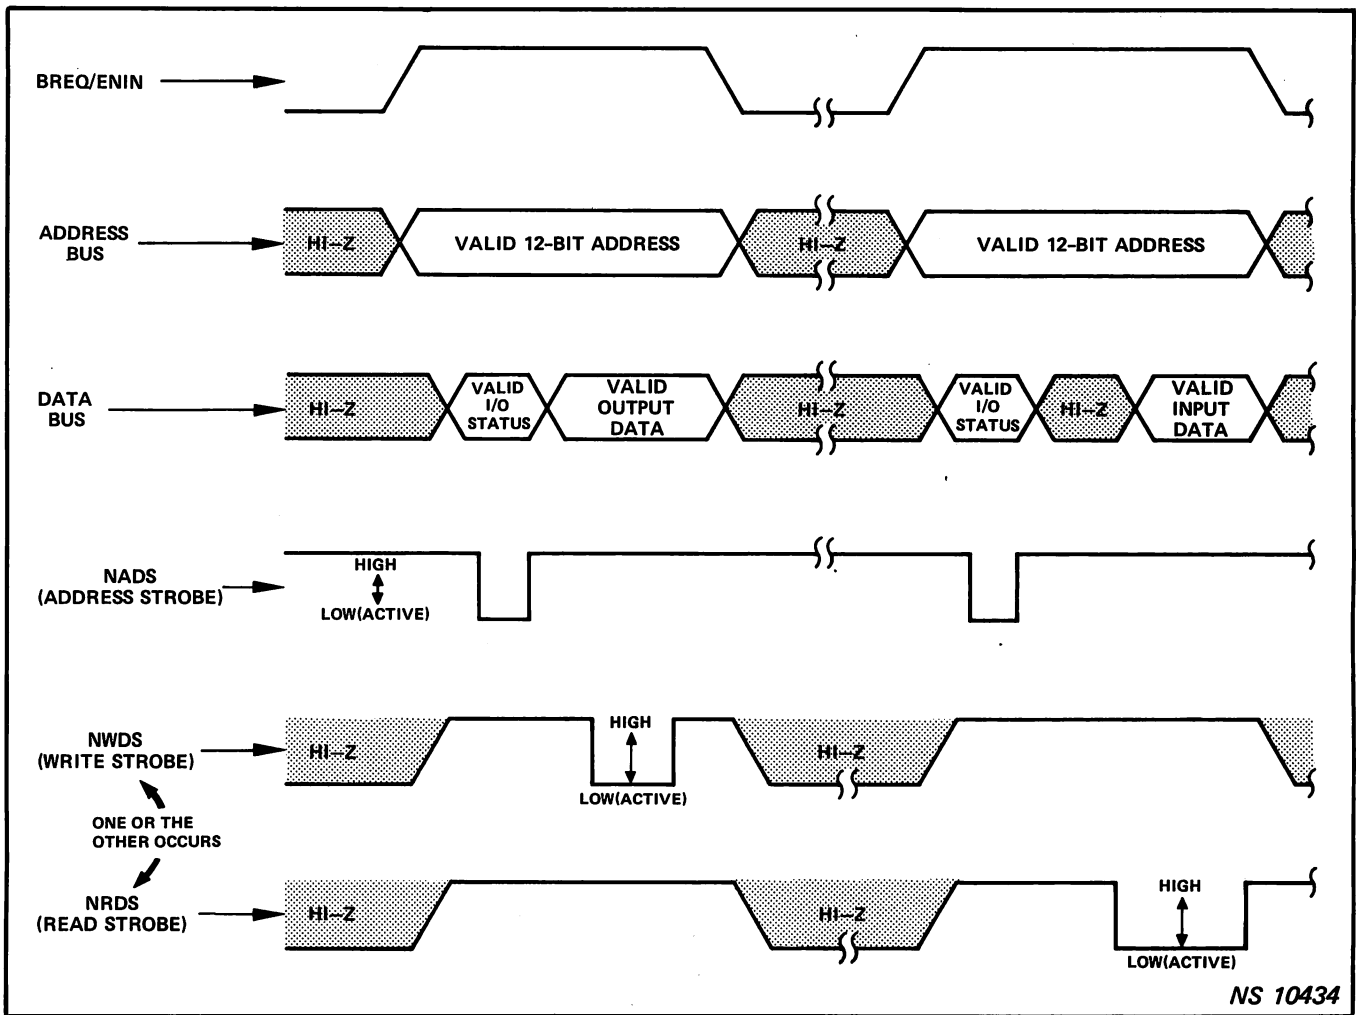 BREQ/ENIN
ADDRESS
BUS
HI-Z
VALID 12-BIT ADDRESS
HI-Z
VALID 12-BIT ADDRESS
DATA
BUS
HI-Z
VALID
I/O
STATUS
VALID
OUTPUT
DATA
HI-Z
VALID
I/O
STATUS
HI-Z
VALID
INPUT
DATA
NADS
(ADDRESS STROBE)
HIGH
LOW(ACTIVE)
NWDS
(WRITE STROBE)
HI-Z
HIGH
LOW(ACTIVE)
HI-Z
ONE OR THE
OTHER OCCURS
NRDS
(READ STROBE)
HI-Z
HI-Z
HIGH
LOW(ACTIVE)
NS 10434